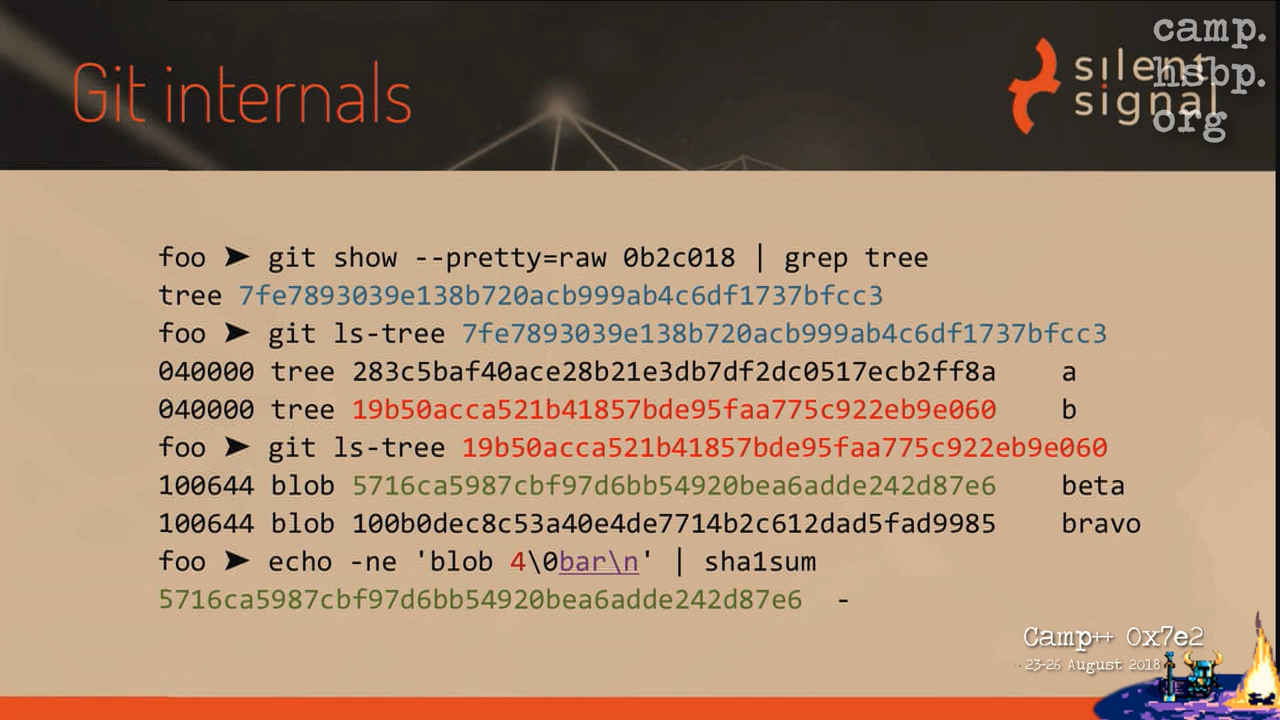 Git internals
silent
signal
camp.
hsbp.
org
foo ➤ git show --pretty=raw 0b2c018 | grep tree
tree 7fe7893039e138b720acb999ab4c6df1737bfcc3
foo ➤ git ls-tree 7fe7893039e138b720acb999ab4c6df1737bfcc3
040000 tree 283c5baf40ace28b21e3db7df2dc0517ecb2ff8a    a
040000 tree 19b50acca521b41857bde95faa775c922eb9e060    b
foo ➤ git ls-tree 19b50acca521b41857bde95faa775c922eb9e060
100644 blob 5716ca5987cbf97d6bb54920bea6adde242d87e6    beta
100644 blob 100b0dec8c53a40e4de7714b2c612dad5fad9985    bravo
foo ➤ echo -ne 'blob 4\0bar\n' | sha1sum
5716ca5987cbf97d6bb54920bea6adde242d87e6  -
Camp++ 0x7e2
23-26 August 2018